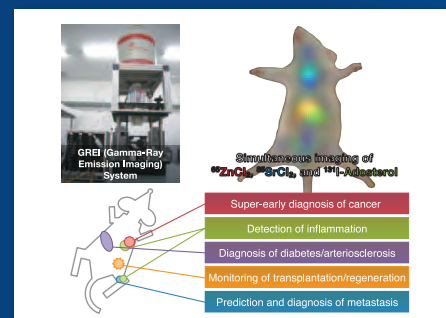 GREI (Gamma-Ray
Emission Imaging)
System
Simultaneous imaging of
⁶⁵ZnCl₂, ⁸⁵SrCl₂, and ¹³¹I-Adosterol
Super-early diagnosis of cancer
Detection of inflammation
Diagnosis of diabetes/arteriosclerosis
Monitoring of transplantation/regeneration
Prediction and diagnosis of metastasis